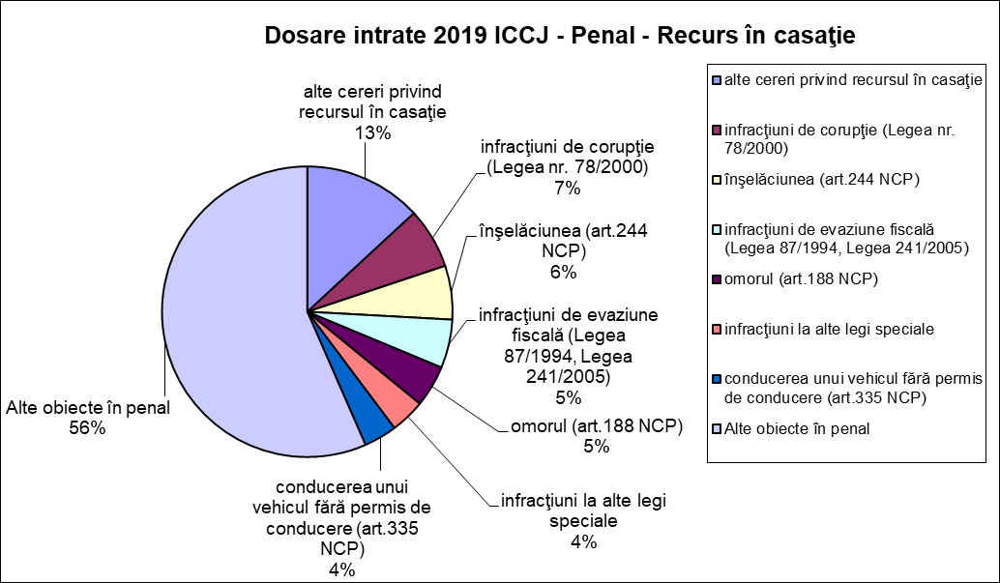 Dosare intrate 2019 ICCJ - Penal - Recurs în casaţie
alte cereri privind
recursul în casaţie
13%
infracţiuni de corupţie
(Legea nr. 78/2000)
7%
înşelăciunea (art.244
NCP)
6%
infracţiuni de evaziune
fiscală (Legea
87/1994, Legea
241/2005)
5%
omorul (art.188 NCP)
5%
infracţiuni la alte legi
speciale
4%
conducerea unui
vehicul fără permis de
conducere (art.335
NCP)
4%
Alte obiecte în penal
56%
alte cereri privind recursul în casaţie
infracţiuni de corupţie (Legea nr.
78/2000)
înşelăciunea (art.244 NCP)
infracţiuni de evaziune fiscală
(Legea 87/1994, Legea 241/2005)
omorul (art.188 NCP)
infracţiuni la alte legi speciale
conducerea unui vehicul fără permis
de conducere (art.335 NCP)
Alte obiecte în penal